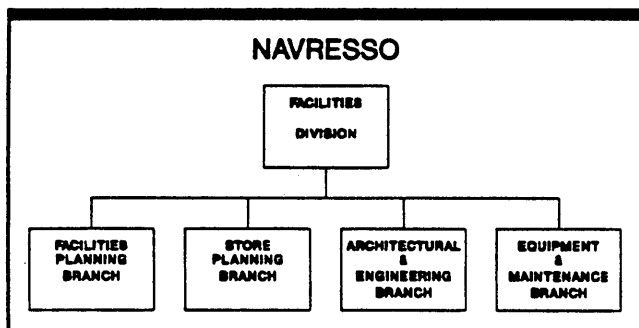 NAVRESSO
FACILITIES
DIVISION
FACILITIES
PLANNING
BRANCH
STORE
PLANNING
BRANCH
ARCHITECTURAL
&
ENGINEERING
BRANCH
EQUIPMENT
&
MAINTENANCE
BRANCH